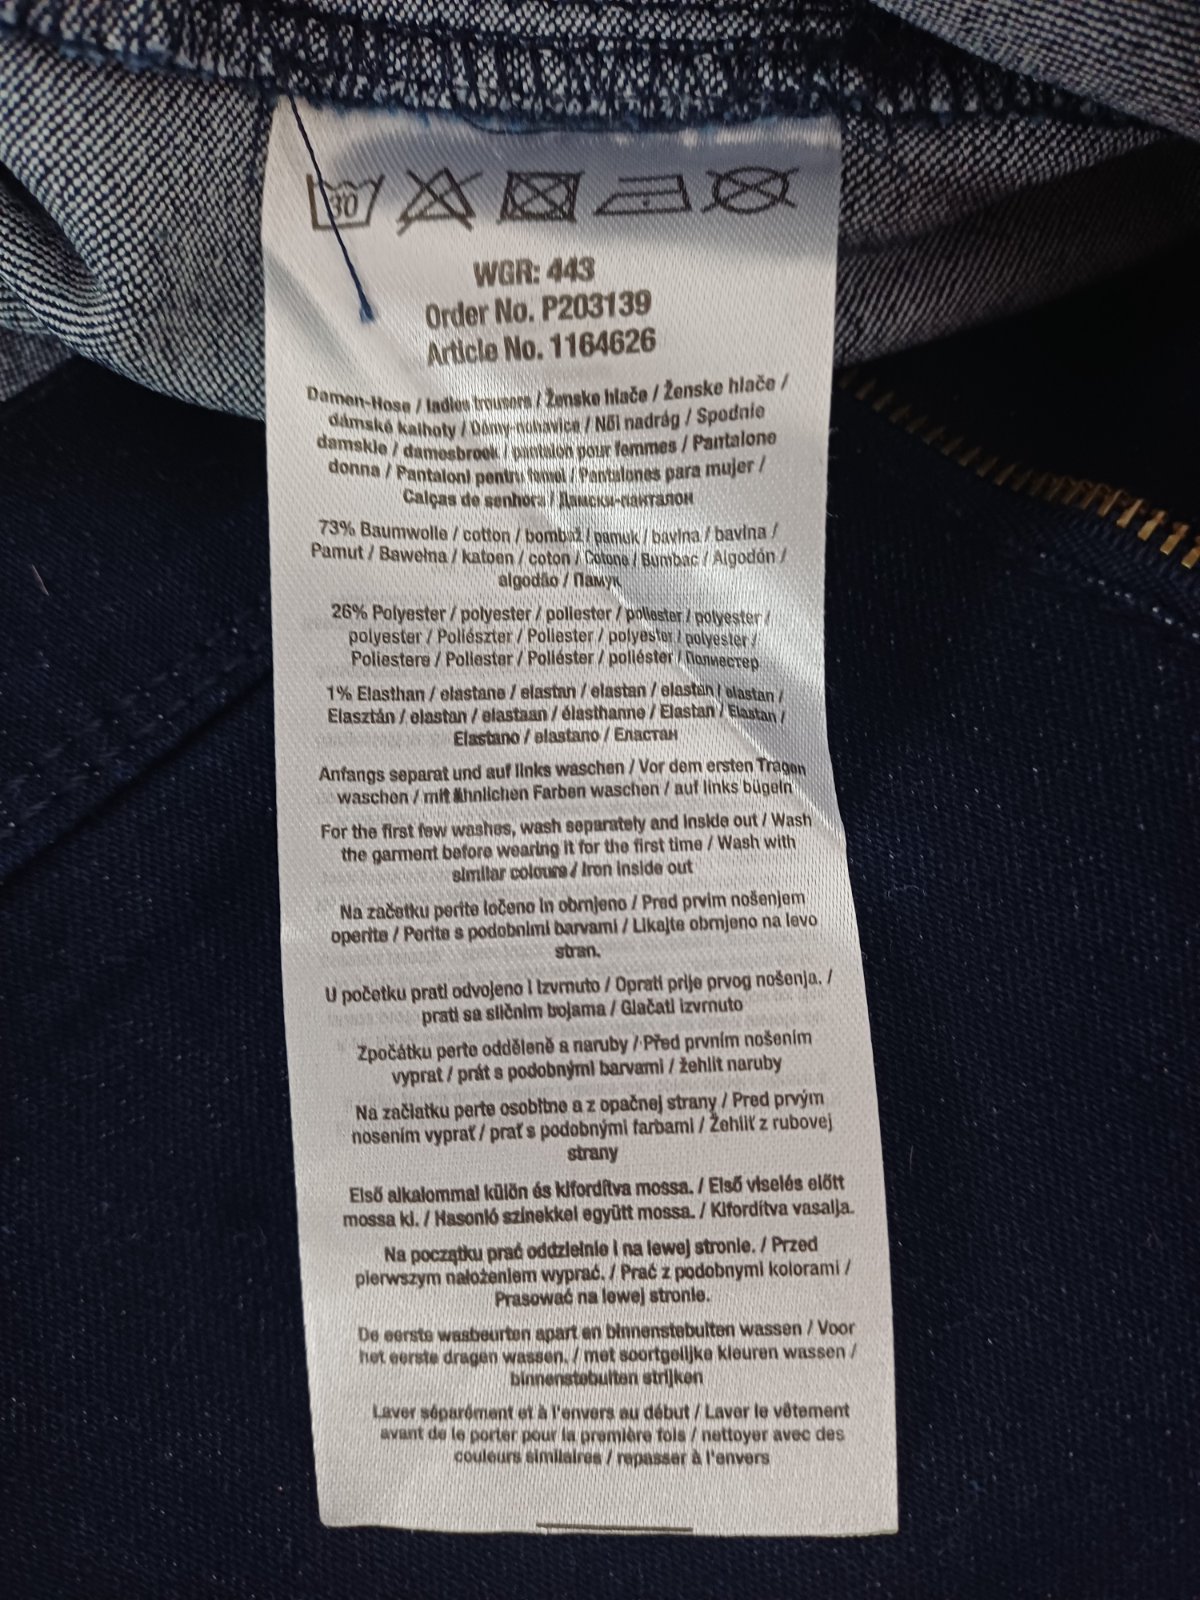 30
WGR: 443
Order No. P203139
Article No. 1164626
Damen-Hose / ladies trousers / Ženske hlače / Ženske hlače /
dámské kalhoty / Dámy-nohavice / Női nadrág / Spodnie
damskie / damesbroek / pantalon pour femmes / Pantalone
donna / Pantaloni pentru femei / Pantalones para mujer /
Calças de senhora / Дамски-панталон
73% Baumwolle / cotton / bombaž / pamuk / bavlna / bavlna /
Pamut / Bawełna / katoen / coton / Cotone / Bumbac / Algodón /
algodão / Памук
26% Polyester / polyester / poliester / poliester / polyester /
polyester / Poliészter / Poliester / polyester / polyester /
Poliestere / Poliester / Poliéster / poliéster / Полиестер
1% Elasthan / elastane / elastan / elastan / elastan / elastan /
Elasztán / elastan / elastaan / élasthanne / Elastan / Elastan /
Elastano / elastano / Еластан
Anfangs separat und auf links waschen / Vor dem ersten Tragen
waschen / mit ähnlichen Farben waschen / auf links bügeln
For the first few washes, wash separately and inside out / Wash
the garment before wearing it for the first time / Wash with
similar colours / Iron inside out
Na začetku perite ločeno in obrnjeno / Pred prvim nošenjem
operite / Perite s podobnimi barvami / Likajte obrnjeno na levo
stran.
U početku prati odvojeno i izvrnuto / Oprati prije prvog nošenja. /
prati sa sličnim bojama / Glačati izvrnuto
Zpočátku perte odděleně a naruby / Před prvním nošením
vyprat / prát s podobnými barvami / žehlit naruby
Na začiatku perte osobitne a z opačnej strany / Pred prvým
nosením vyprať / prať s podobnými farbami / Žehliť z rubovej
strany
Első alkalommal külön és kifordítva mossa. / Első viselés előtt
mossa ki. / Hasonló színekkel együtt mossa. / Kifordítva vasalja.
Na początku prać oddzielnie i na lewej stronie. / Przed
pierwszym nałożeniem wyprać. / Prać z podobnymi kolorami /
Prasować na lewej stronie.
De eerste wasbeurten apart en binnenstebuiten wassen / Voor
het eerste dragen wassen. / met soortgelijke kleuren wassen /
binnenstebuiten strijken
Laver séparément et à l'envers au début / Laver le vêtement
avant de le porter pour la première fois / nettoyer avec des
couleurs similaires / repasser à l'envers